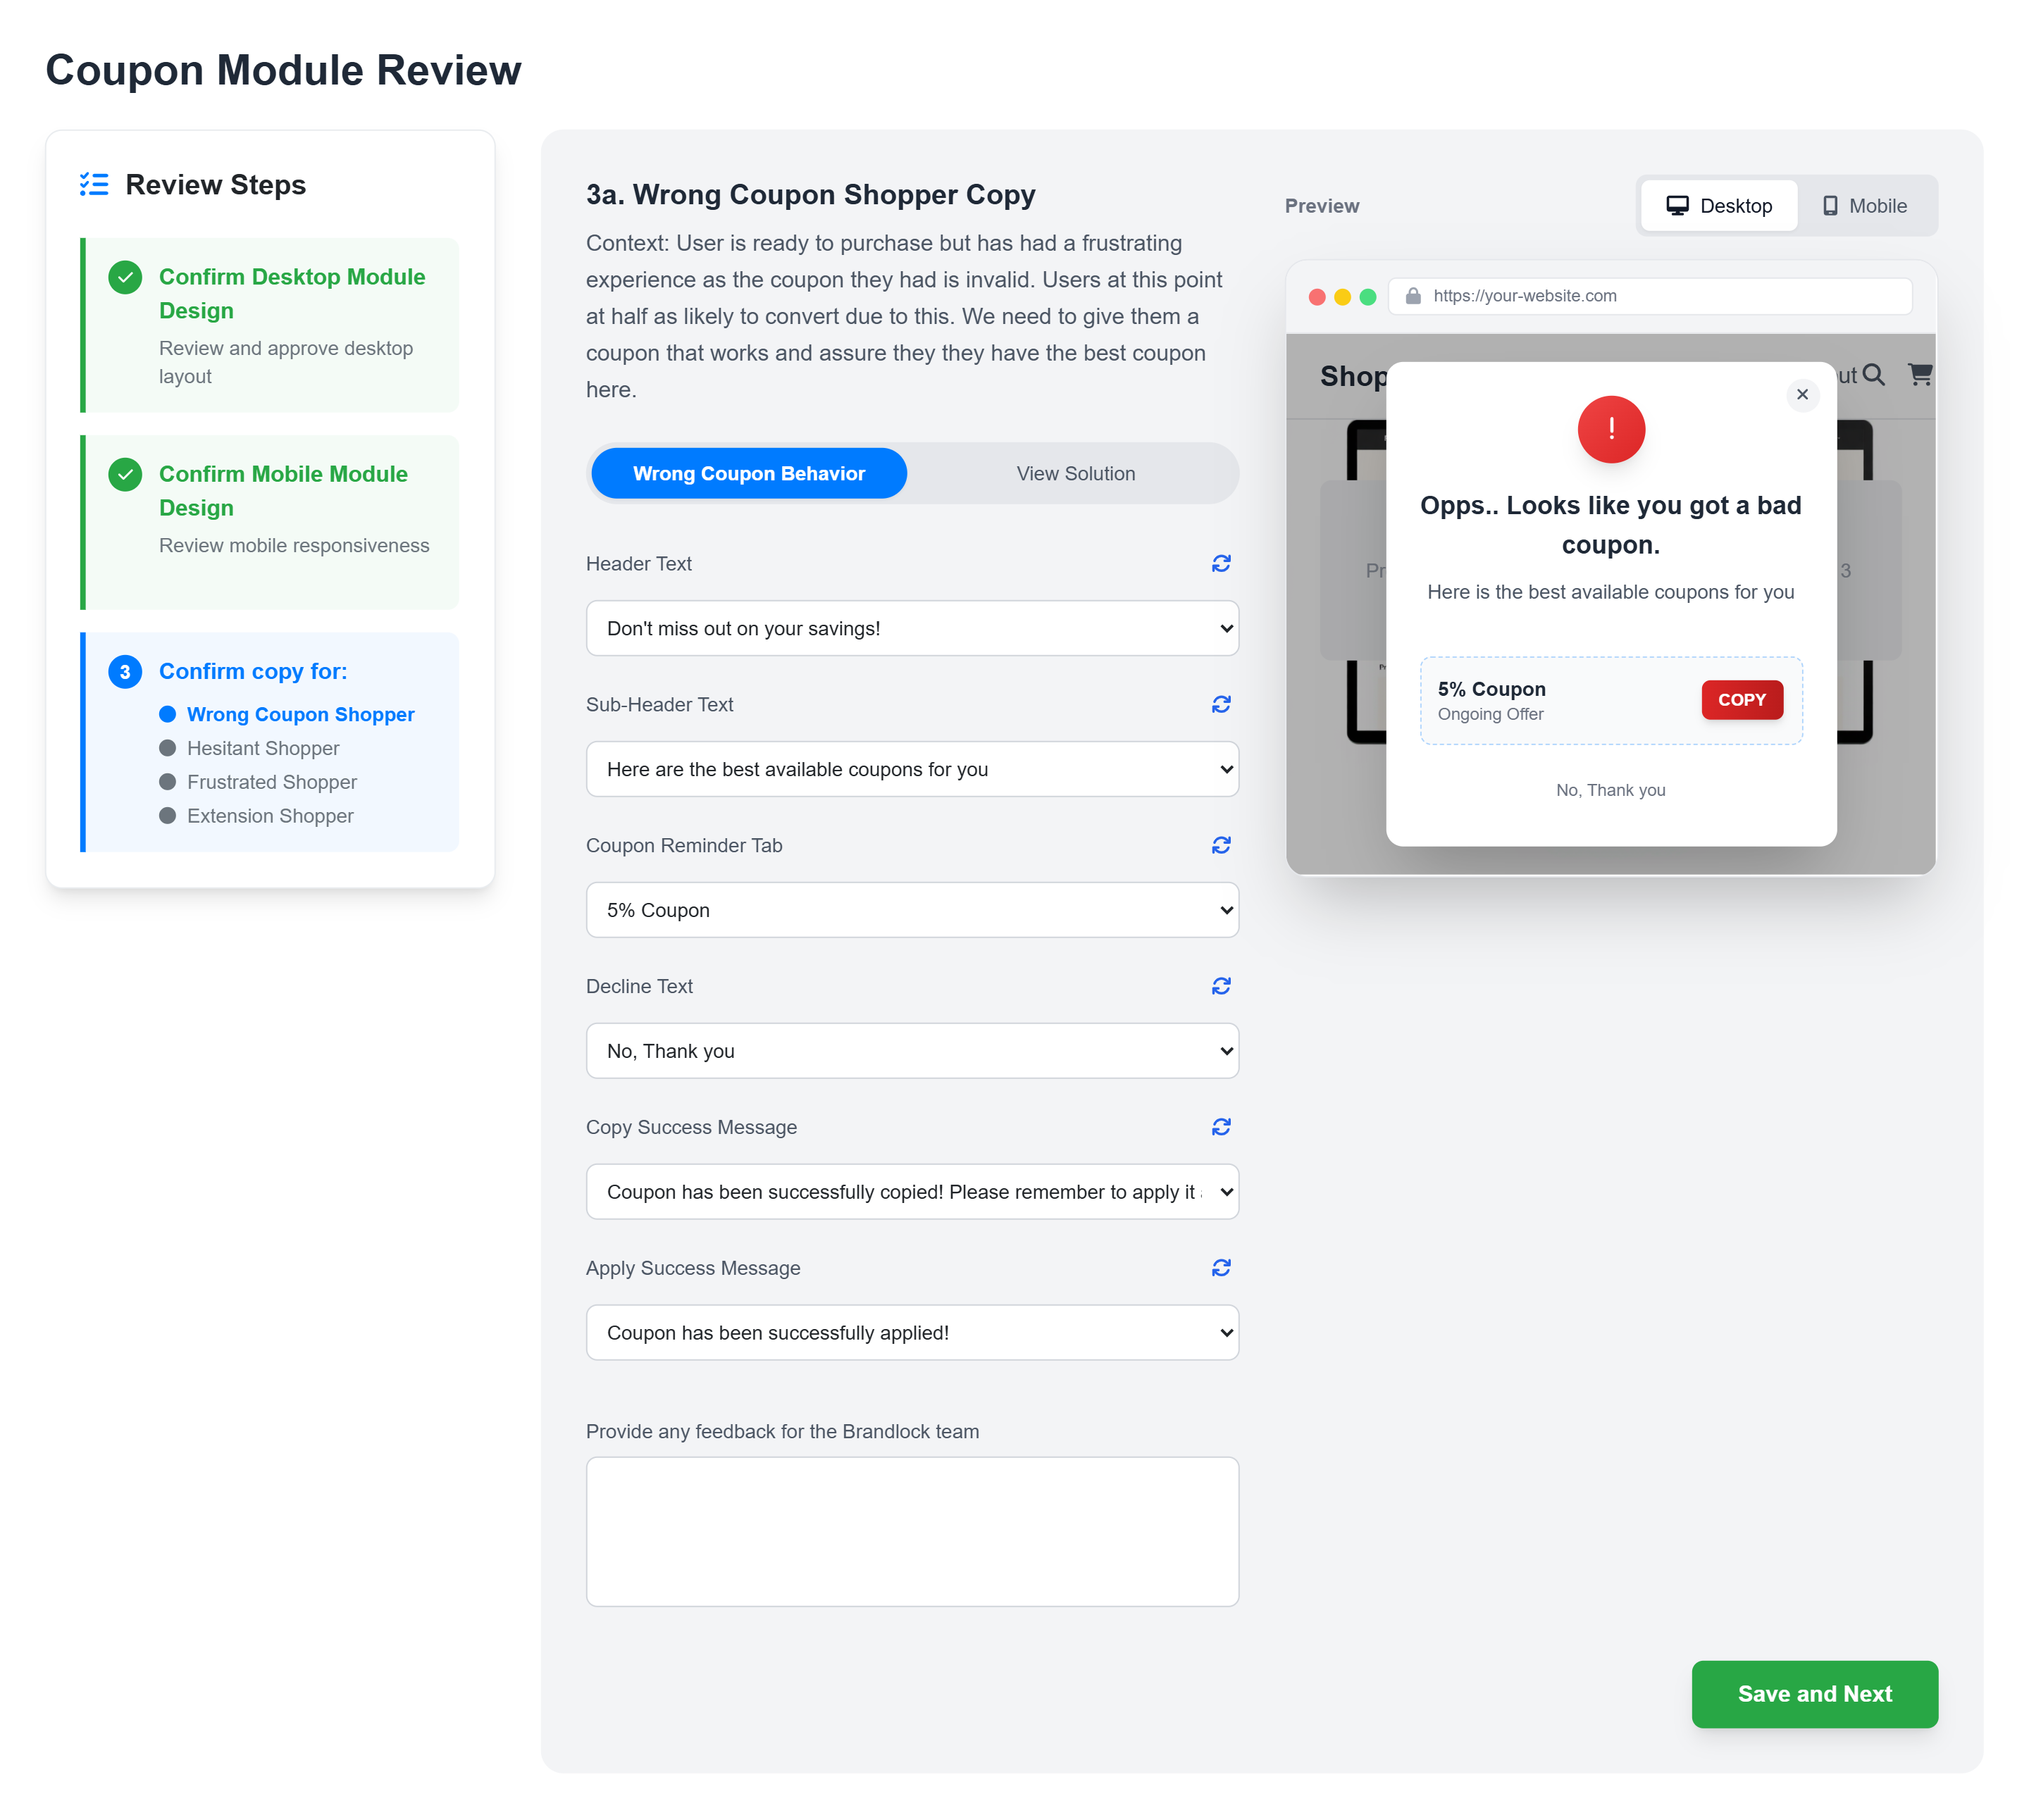 Coupon Module Review
Review Steps
Confirm Desktop Module
Design
Review and approve desktop
layout
Confirm Mobile Module
Design
Review mobile responsiveness
3
Confirm copy for:
Wrong Coupon Shopper
Hesitant Shopper
Frustrated Shopper
Extension Shopper
3a. Wrong Coupon Shopper Copy
Context: User is ready to purchase but has had a frustrating
experience as the coupon they had is invalid. Users at this point
at half as likely to convert due to this. We need to give them a
coupon that works and assure they they have the best coupon
here.
Wrong Coupon Behavior
View Solution
Header Text
Don't miss out on your savings!
Sub-Header Text
Here are the best available coupons for you
Coupon Reminder Tab
5% Coupon
Decline Text
No, Thank you
Copy Success Message
Coupon has been successfully copied! Please remember to apply it
Apply Success Message
Coupon has been successfully applied!
Provide any feedback for the Brandlock team
Preview
Desktop
Mobile
https://your-website.com
Shop
ut
!
Opps.. Looks like you got a bad
coupon.
Here is the best available coupons for you
Pr
3
5% Coupon
Ongoing Offer
COPY
No, Thank you
Save and Next